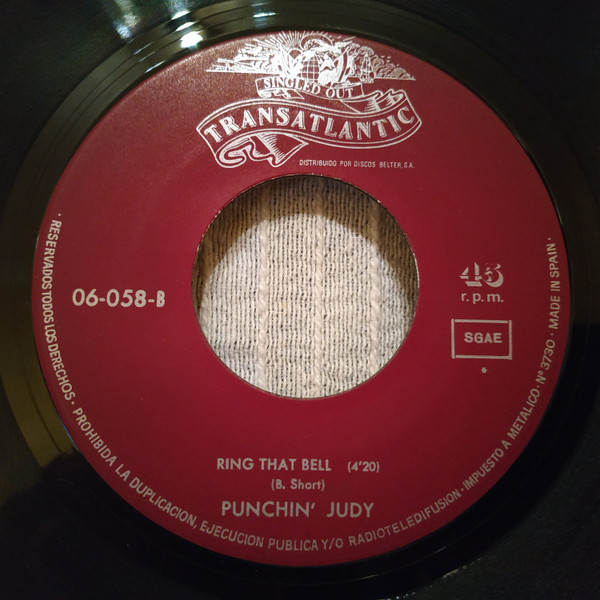 SINGLED OUT
TRANSATLANTIC
DISTRIBUIDO POR DISCOS BELTER, S.A.
06-058-B
45
r.p.m.
SGAE
RING THAT BELL (4'20)
(B. Short)
PUNCHIN' JUDY
· RESERVADOS TODOS LOS DERECHOS · PROHIBIDA LA DUPLICACION, EJECUCION PUBLICA Y/O RADIOTELEDIFUSION · IMPUESTO A METALICO · Nº 3730 · MADE IN SPAIN ·